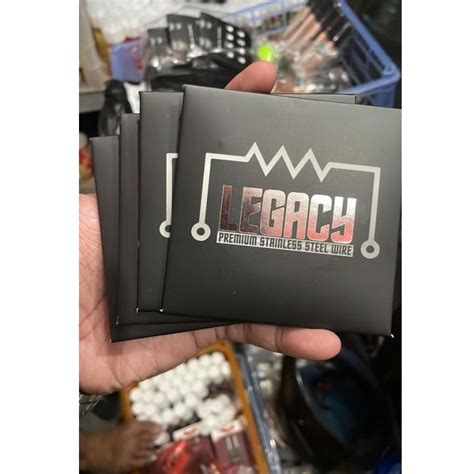 LEGACY
PREMIUM STAINLESS STEEL WIRE